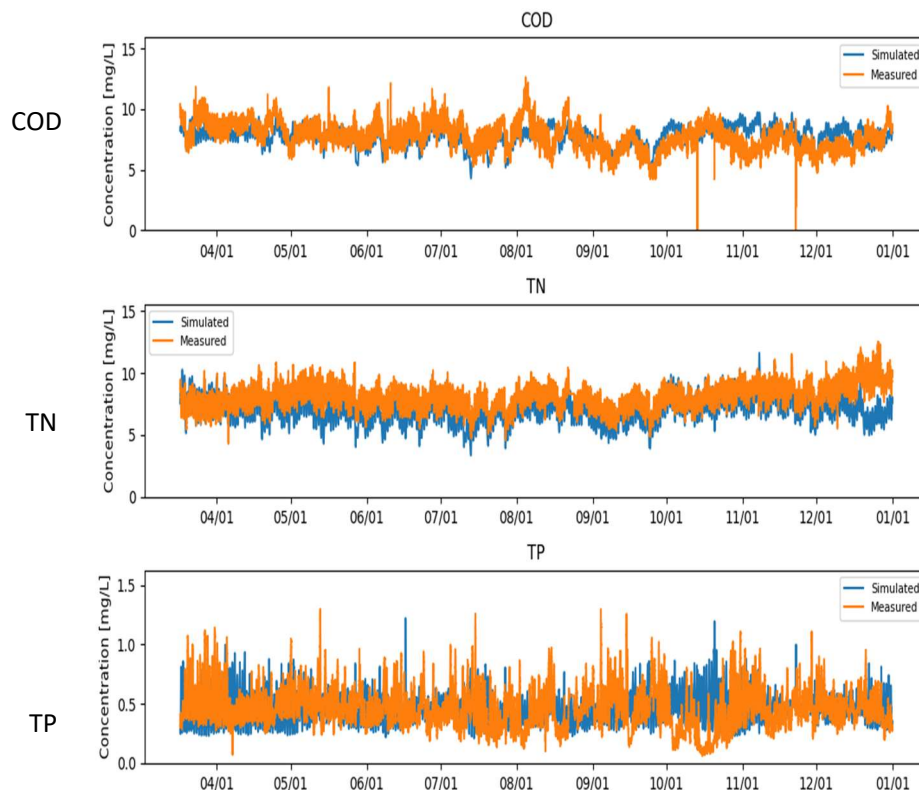 COD
COD
Concentration [mg/L]
15
10
5
0
Simulated
Measured
04/01 05/01 06/01 07/01 08/01 09/01 10/01 11/01 12/01 01/01
TN
TN
Concentration [mg/L]
15
10
5
0
Simulated
Measured
04/01 05/01 06/01 07/01 08/01 09/01 10/01 11/01 12/01 01/01
TP
TP
Concentration [mg/L]
1.5
1.0
0.5
0.0
Simulated
Measured
04/01 05/01 06/01 07/01 08/01 09/01 10/01 11/01 12/01 01/01